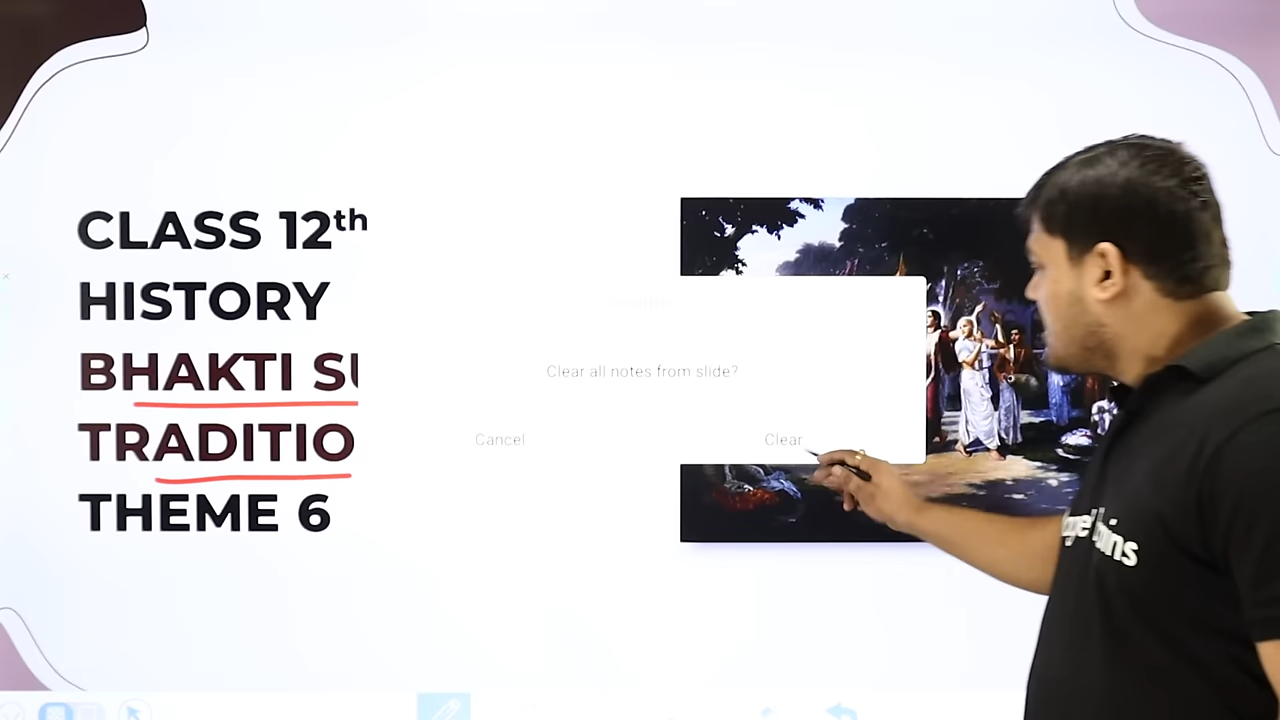 CLASS 12th
HISTORY
BHAKTI SU
TRADITIO
THEME 6
Clear all notes from slide?
Cancel
Clear